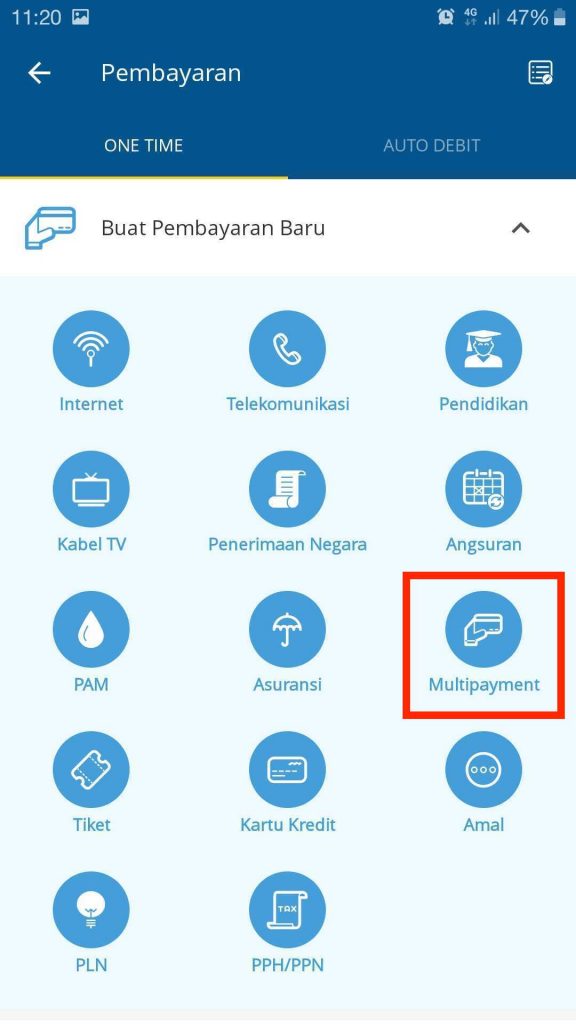 11:20 4G 47%
Pembayaran
ONE TIME AUTO DEBIT
Buat Pembayaran Baru
Internet Telekomunikasi Pendidikan
Kabel TV Penerimaan Negara Angsuran
PAM Asuransi Multipayment
Tiket Kartu Kredit Amal
TAX
PLN PPH/PPN